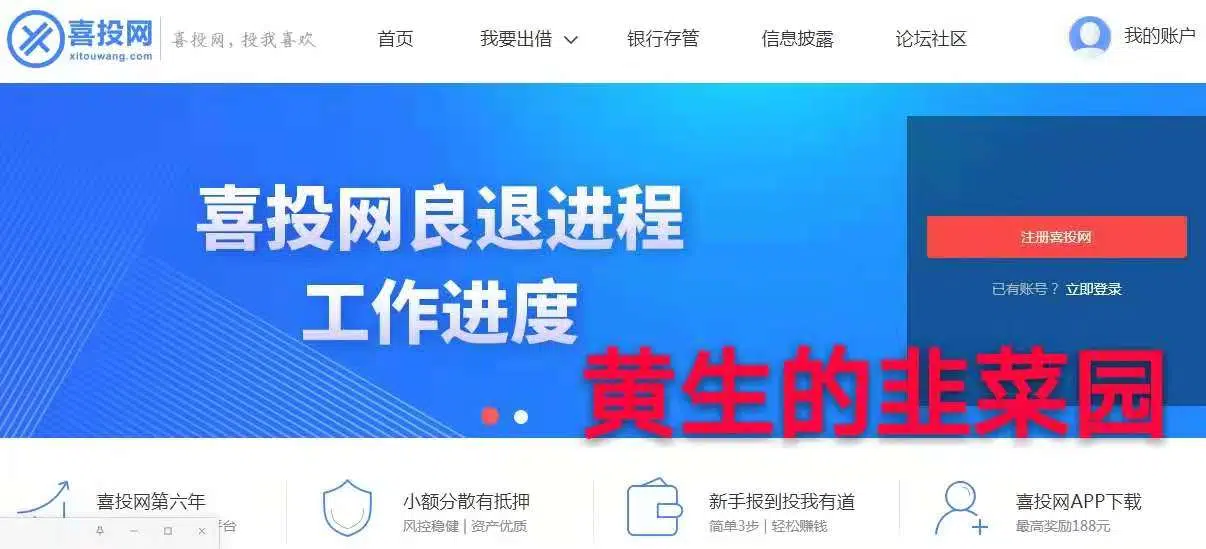 喜投网
xitouwang.com
喜投网，投我喜欢
首页
我要出借
银行存管
信息披露
论坛社区
我的账户
喜投网良退进程
工作进度
注册喜投网
已有账号？ 立即登录
黄生的韭菜园
喜投网第六年
平台
小额分散有抵押
风控稳健 | 资产优质
新手报到投我有道
简单3步 | 轻松赚钱
喜投网APP下载
最高奖励188元